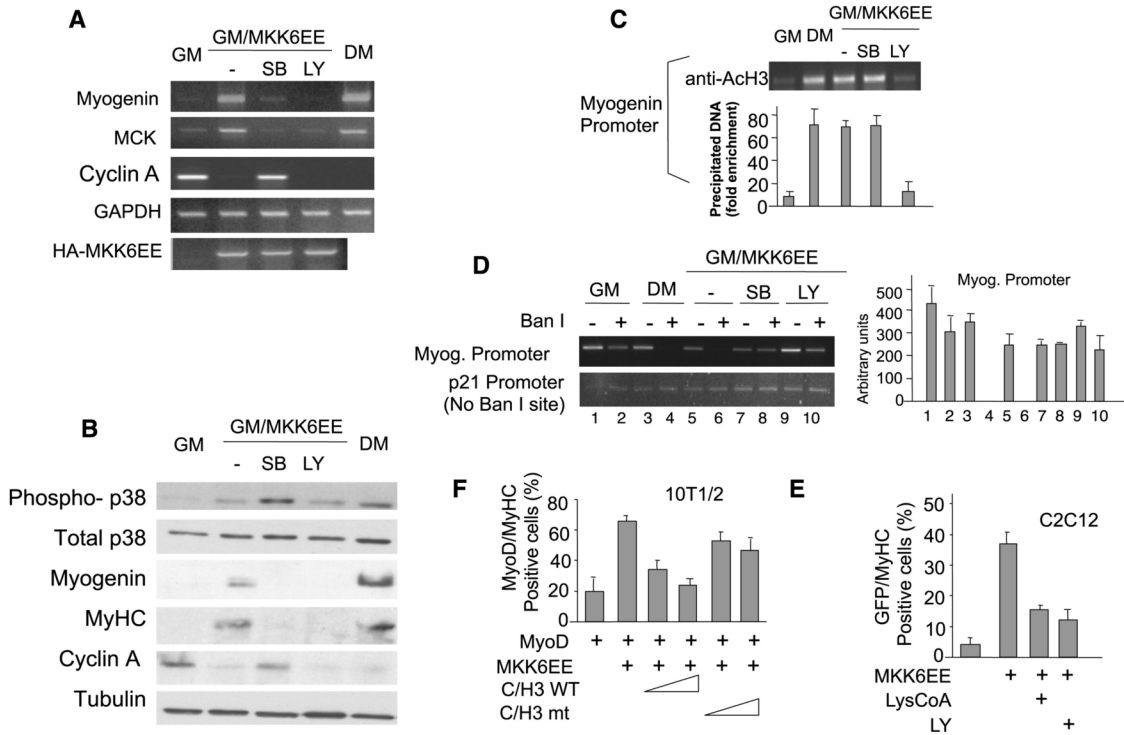 A
GM/MKK6EE
GM
DM
- SB LY
Myogenin
MCK
Cyclin A
GAPDH
HA-MKK6EE
B
GM/MKK6EE
GM
DM
- SB LY
Phospho- p38
Total p38
Myogenin
MyHC
Cyclin A
Tubulin
C
GM/MKK6EE
GM DM
- SB LY
anti-AcH3
Myogenin
Promoter
Precipitated DNA
(fold enrichment)
80
60
40
20
0
D
GM/MKK6EE
GM DM - SB LY
Ban I - + - + - + - + - +
Myog. Promoter
p21 Promoter
(No Ban I site)
1 2 3 4 5 6 7 8 9 10
Myog. Promoter
Arbitrary units
500
400
300
200
100
0
1 2 3 4 5 6 7 8 9 10
F
10T1/2
MyoD/MyHC
Positive cells (%)
80
60
40
20
0
MyoD + + + + + +
MKK6EE + + + + +
C/H3 WT
C/H3 mt
E
C2C12
GFP/MyHC
Positive cells (%)
50
40
30
20
10
0
MKK6EE + + +
LysCoA +
LY +